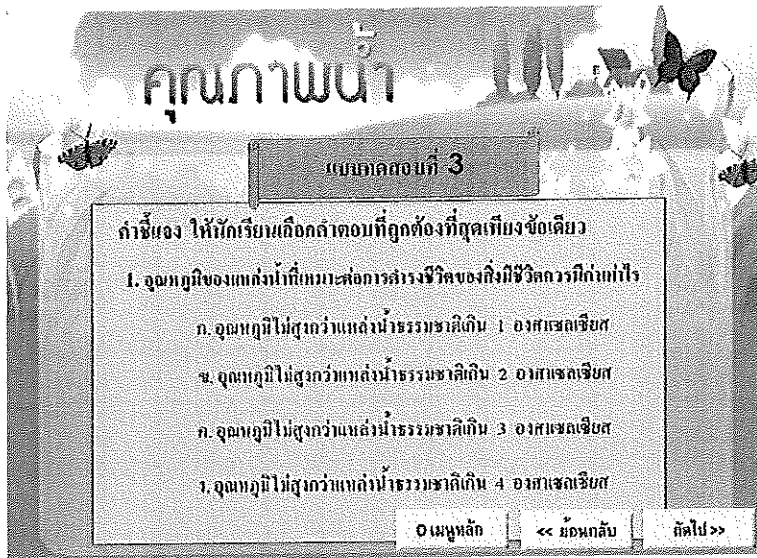 คุณภาพน้ำ
แบบทดสอบที่ 3
คำชี้แจง ให้นักเรียนเลือกคำตอบที่ถูกต้องที่สุดเพียงข้อเดียว
1. อุณหภูมิของแหล่งน้ำที่เหมาะต่อการดำรงชีวิตของสิ่งมีชีวิตควรมีค่าเท่าไร
ก. อุณหภูมิไม่สูงกว่าแหล่งน้ำธรรมชาติเกิน 1 องศาเซลเซียส
ข. อุณหภูมิไม่สูงกว่าแหล่งน้ำธรรมชาติเกิน 2 องศาเซลเซียส
ค. อุณหภูมิไม่สูงกว่าแหล่งน้ำธรรมชาติเกิน 3 องศาเซลเซียส
ง. อุณหภูมิไม่สูงกว่าแหล่งน้ำธรรมชาติเกิน 4 องศาเซลเซียส
O เมนูหลัก << ย้อนกลับ ถัดไป >>